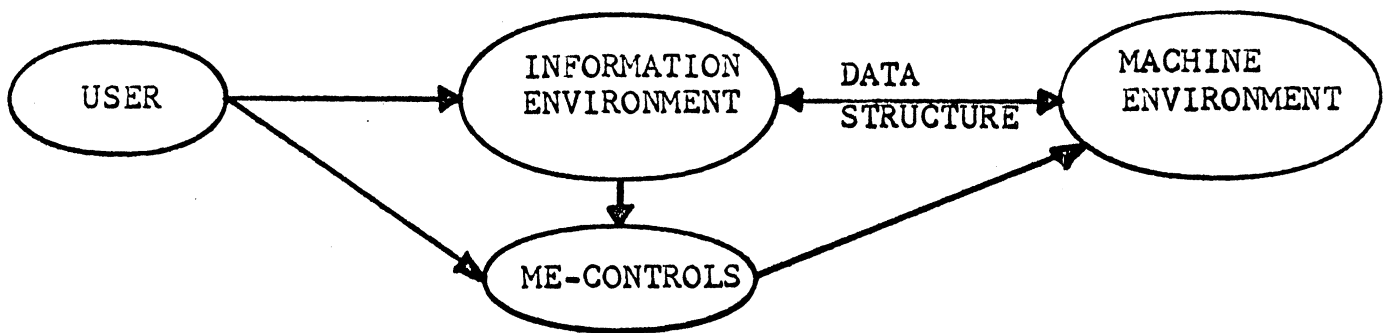 USER
INFORMATION
ENVIRONMENT
DATA
STRUCTURE
MACHINE
ENVIRONMENT
ME-CONTROLS